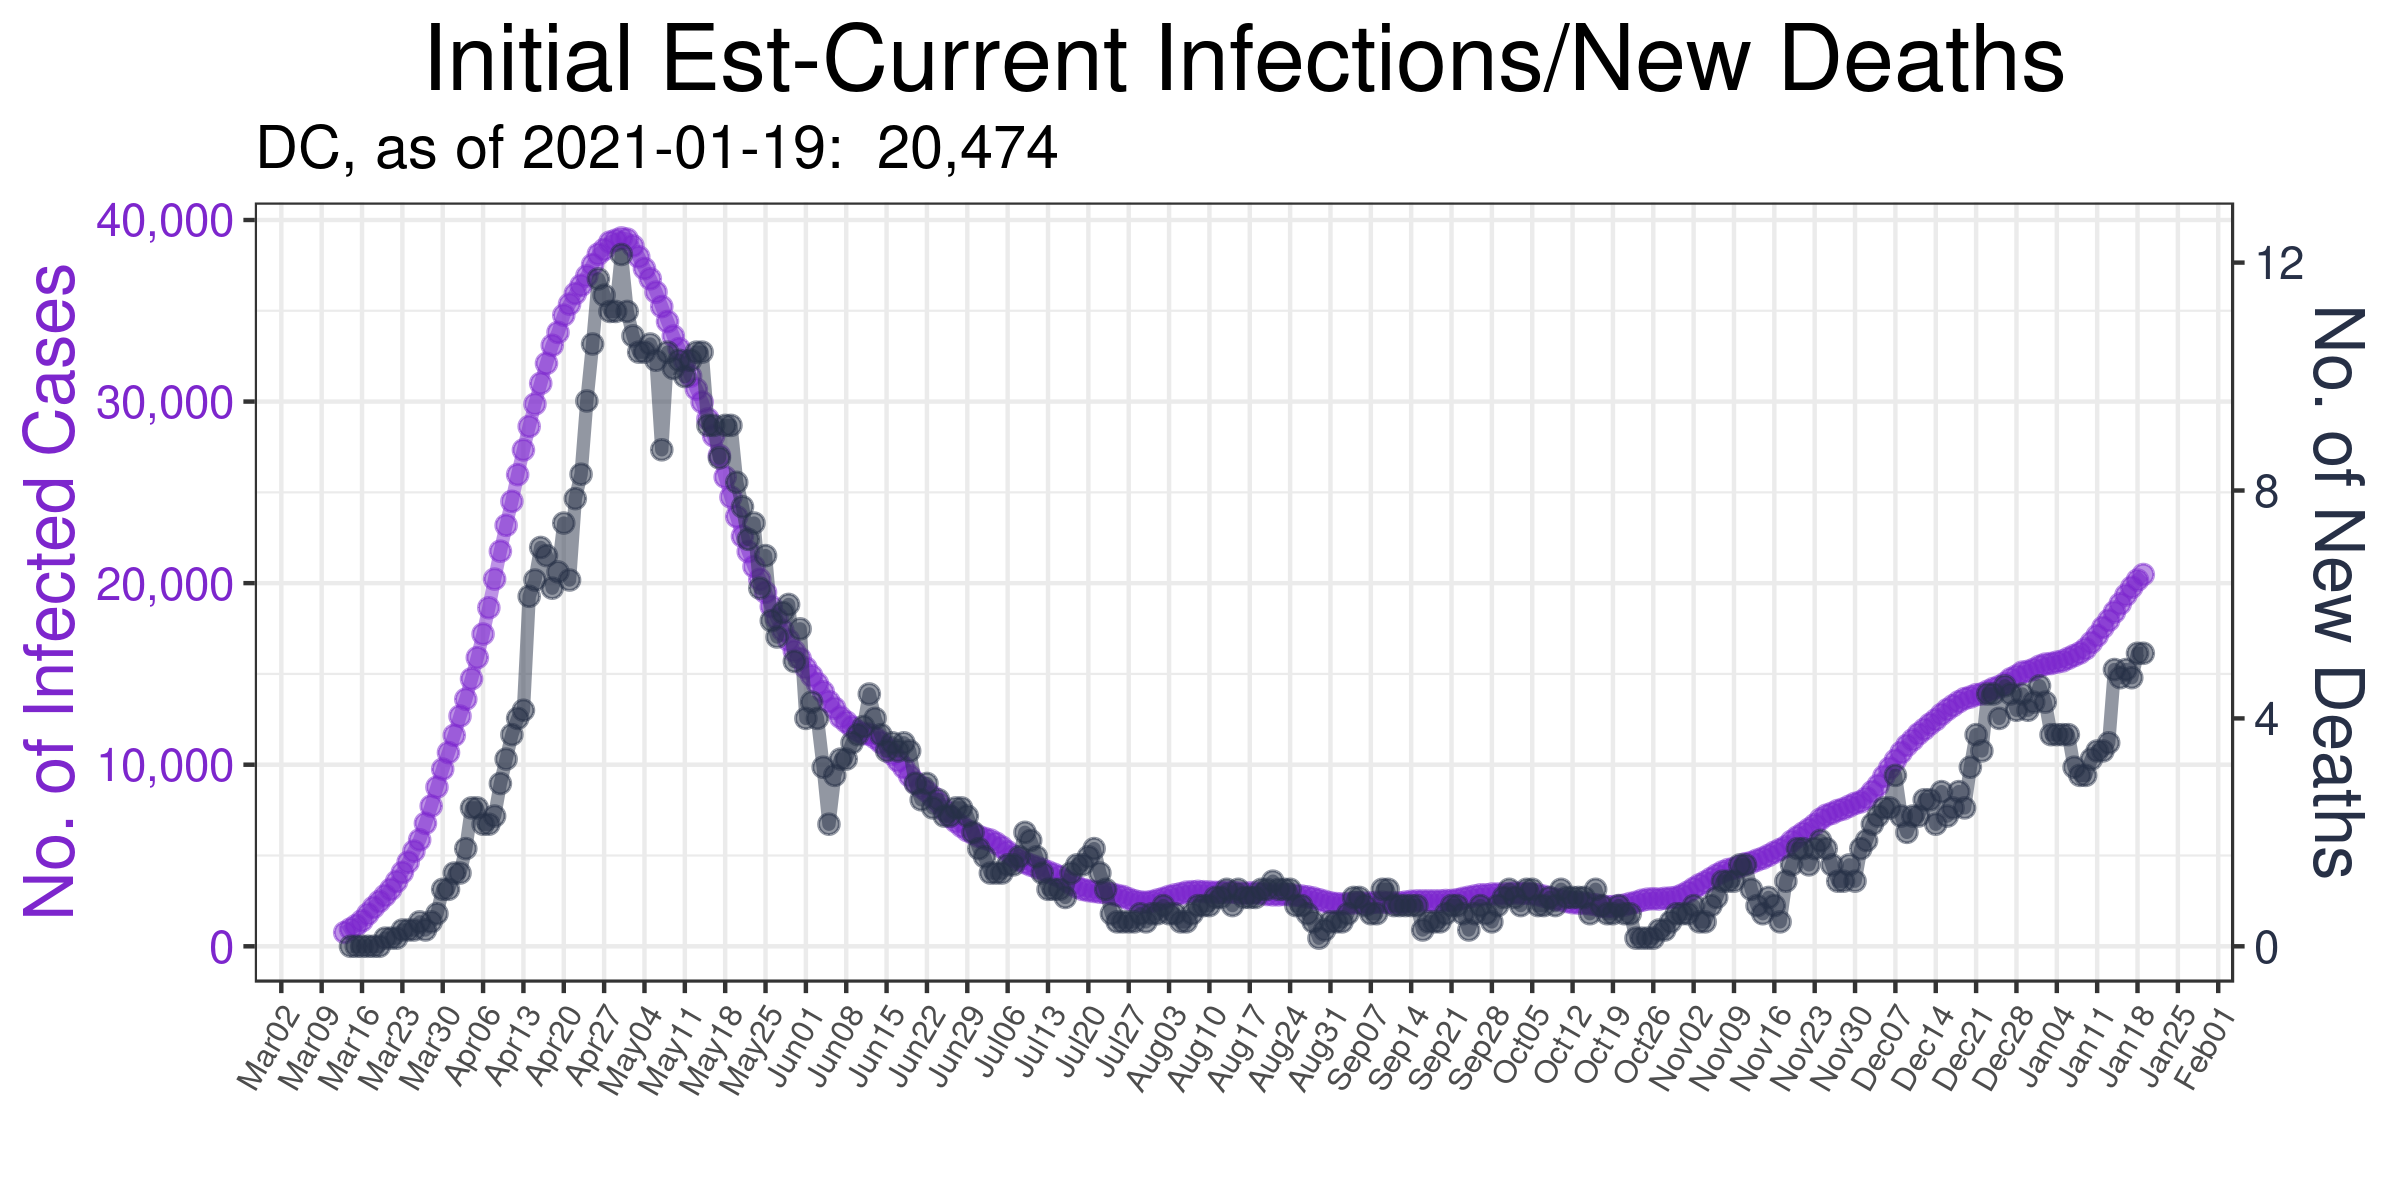 Initial Est-Current Infections/New Deaths
DC, as of 2021-01-19:  20,474
No. of Infected Cases
40,000
30,000
20,000
10,000
0
12
8
4
0
No. of New Deaths
Mar02
Mar09
Mar16
Mar23
Mar30
Apr06
Apr13
Apr20
Apr27
May04
May11
May18
May25
Jun01
Jun08
Jun15
Jun22
Jun29
Jul06
Jul13
Jul20
Jul27
Aug03
Aug10
Aug17
Aug24
Aug31
Sep07
Sep14
Sep21
Sep28
Oct05
Oct12
Oct19
Oct26
Nov02
Nov09
Nov16
Nov23
Nov30
Dec07
Dec14
Dec21
Dec28
Jan04
Jan11
Jan18
Jan25
Feb01